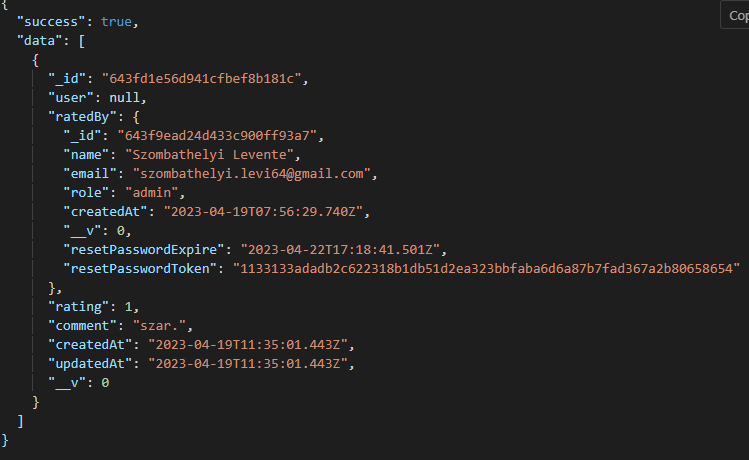 {
"success": true,
"data": [
{
"_id": "643fd1e56d941cfbef8b181c",
"user": null,
"ratedBy": {
"_id": "643f9ead24d433c900ff93a7",
"name": "Szombathelyi Levente",
"email": "szombathelyi.levi64@gmail.com",
"role": "admin",
"createdAt": "2023-04-19T07:56:29.740Z",
"__v": 0,
"resetPasswordExpire": "2023-04-22T17:18:41.501Z",
"resetPasswordToken": "1133133adadb2c622318b1db51d2ea323bbfaba6d6a87b7fad367a2b80658654"
},
"rating": 1,
"comment": "szar.",
"createdAt": "2023-04-19T11:35:01.443Z",
"updatedAt": "2023-04-19T11:35:01.443Z",
"__v": 0
}
]
}
Cop